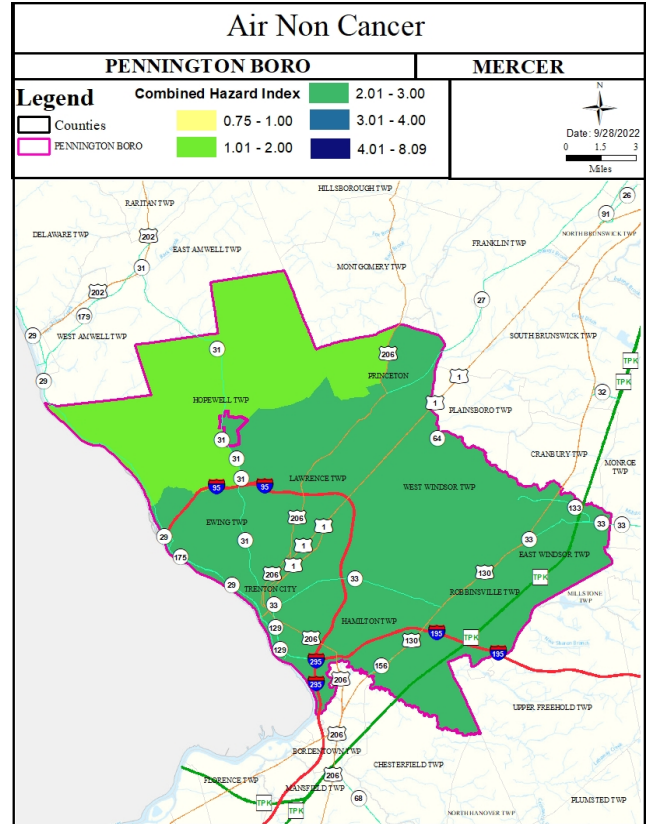 Air Non Cancer
PENNINGTON BORO
MERCER
Legend
Combined Hazard Index
Counties
PENNINGTON BORO
0.75 - 1.00
1.01 - 2.00
2.01 - 3.00
3.01 - 4.00
4.01 - 8.09
N
Date: 9/28/2022
0 1.5 3
Miles
HILLSBOROUGH TWP
26
RARITAN TWP
91
DELAWARE TWP
202
NORTH BRUNSWICK TWP
EAST AMWELL TWP
FRANKLIN TWP
31
MONTGOMERY TWP
202
27
179
29
WEST AMWELL TWP
SOUTH BRUNSWICK TWP
TPK
31
206
29
PRINCETON
1
TPK
32
HOPEWELL TWP
1
PLAINSBORO TWP
31
64
31
CRANBURY TWP
MONROE TWP
31
LAWRENCE TWP
95
95
WEST WINDSOR TWP
133
206
EWING TWP
1
33
33
29
31
1
33
EAST WINDSOR TWP
175
1
206
130
TPK
29
33
TRENTON CITY
ROBBINSVILLE TWP
MILLSTONE TWP
33
HAMILTON TWP
129
206
130
195
TPK
129
195
295
156
295
206
UPPER FREEHOLD TWP
206
BORDENTOWN TWP
CHESTERFIELD TWP
206
FLORENCE TWP
MANSFIELD TWP
68
TPK
TPK
PLUMSTED TWP
NORTH HANOVER TWP